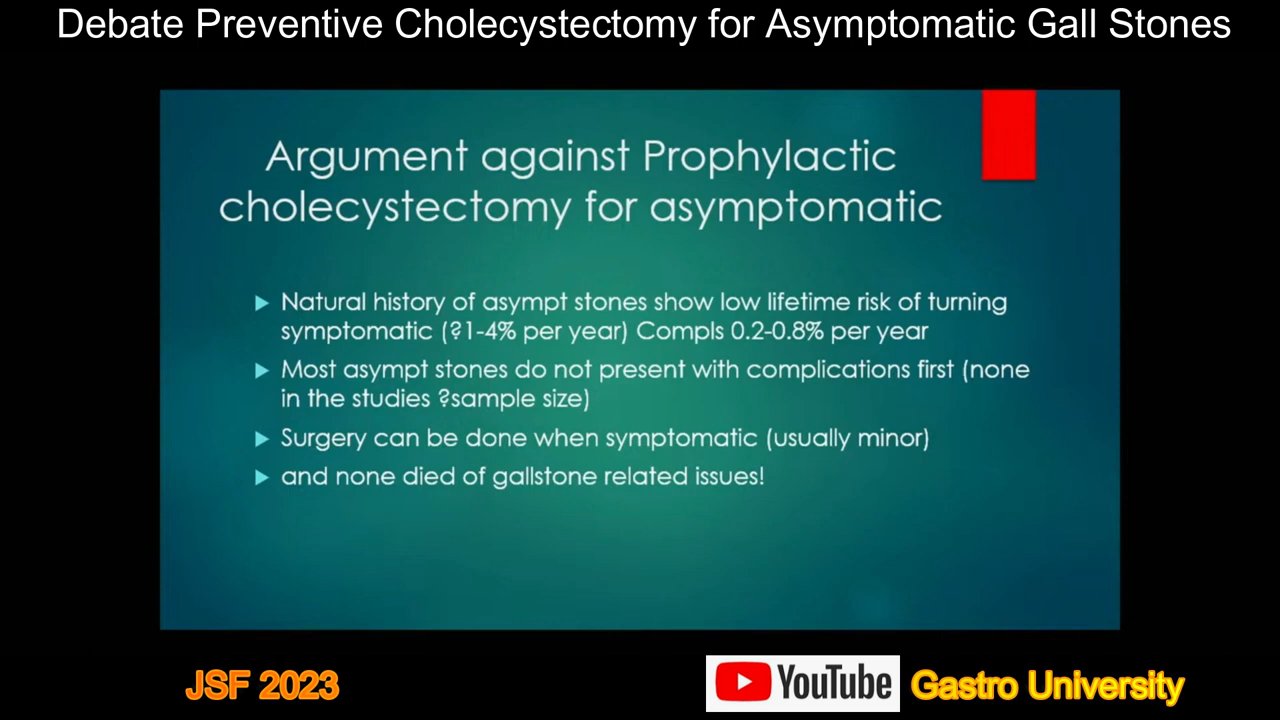 Debate Preventive Cholecystectomy for Asymptomatic Gall Stones
Argument against Prophylactic
cholecystectomy for asymptomatic
Natural history of asympt stones show low lifetime risk of turning
symptomatic (?1-4% per year) Compls 0.2-0.8% per year
Most asympt stones do not present with complications first (none
in the studies ?sample size)
Surgery can be done when symptomatic (usually minor)
and none died of gallstone related issues!
JSF 2023
YouTube
Gastro University